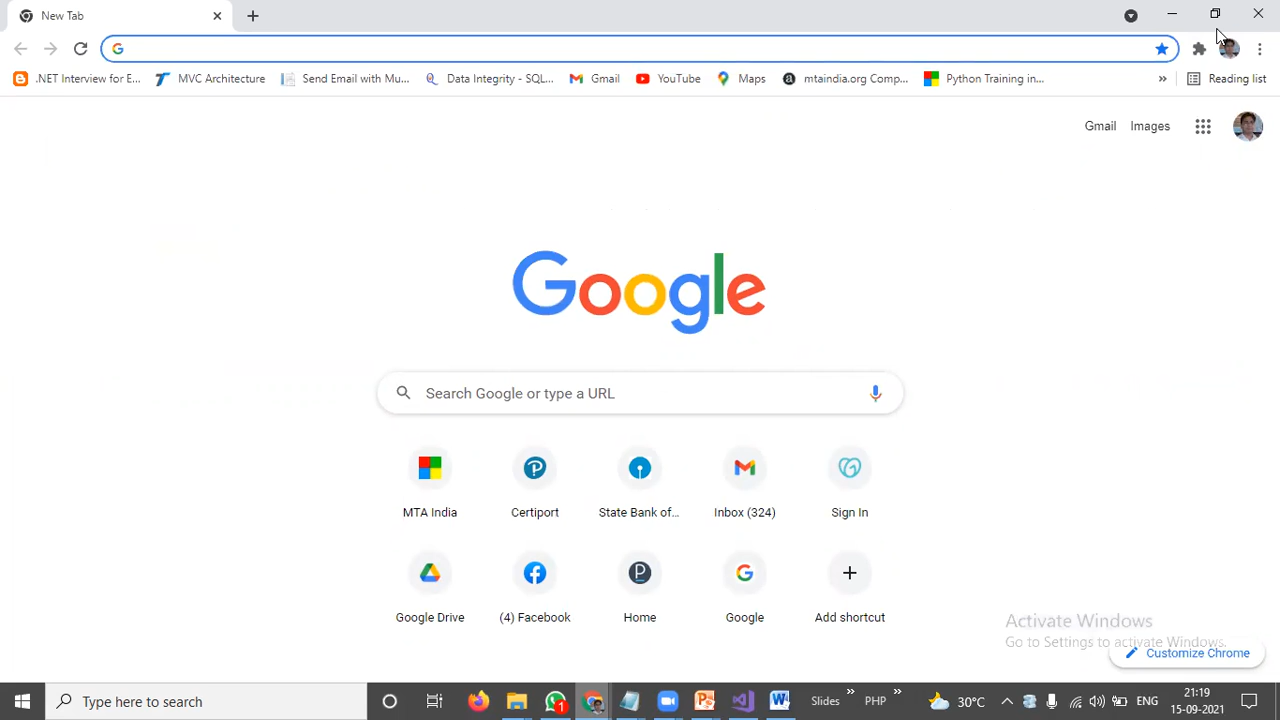 New Tab
.NET Interview for E... MVC Architecture Send Email with Mu... Data Integrity - SQL... Gmail YouTube Maps mtaindia.org Comp... Python Training in... » Reading list
Gmail Images
Google
Search Google or type a URL
MTA India Certiport State Bank of... Inbox (324) Sign In
Google Drive (4) Facebook Home Google Add shortcut
Activate Windows
Go to Settings to activate Windows.
Customize Chrome
Type here to search 1 Slides » PHP » 30°C ENG 21:19
15-09-2021